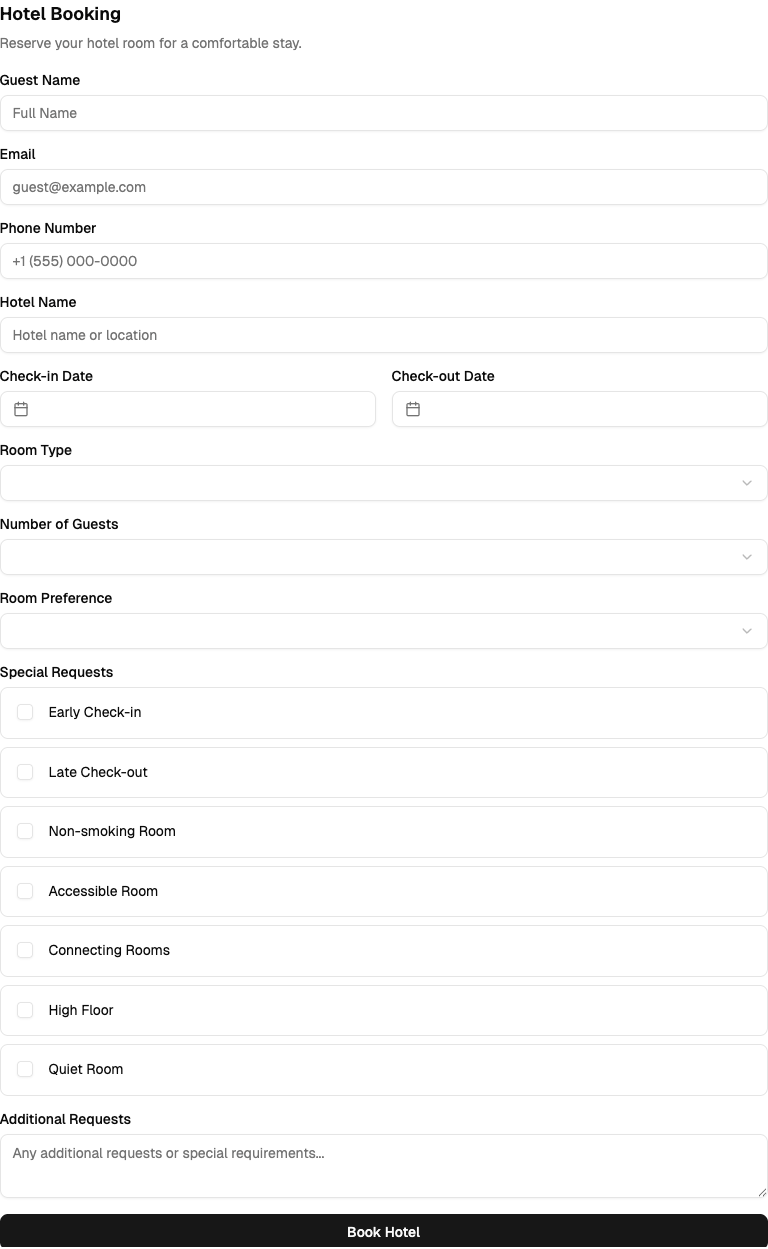 Hotel Booking
Reserve your hotel room for a comfortable stay.
Guest Name
Full Name
Email
guest@example.com
Phone Number
+1 (555) 000-0000
Hotel Name
Hotel name or location
Check-in Date
Check-out Date
Room Type
Number of Guests
Room Preference
Special Requests
Early Check-in
Late Check-out
Non-smoking Room
Accessible Room
Connecting Rooms
High Floor
Quiet Room
Additional Requests
Any additional requests or special requirements...
Book Hotel